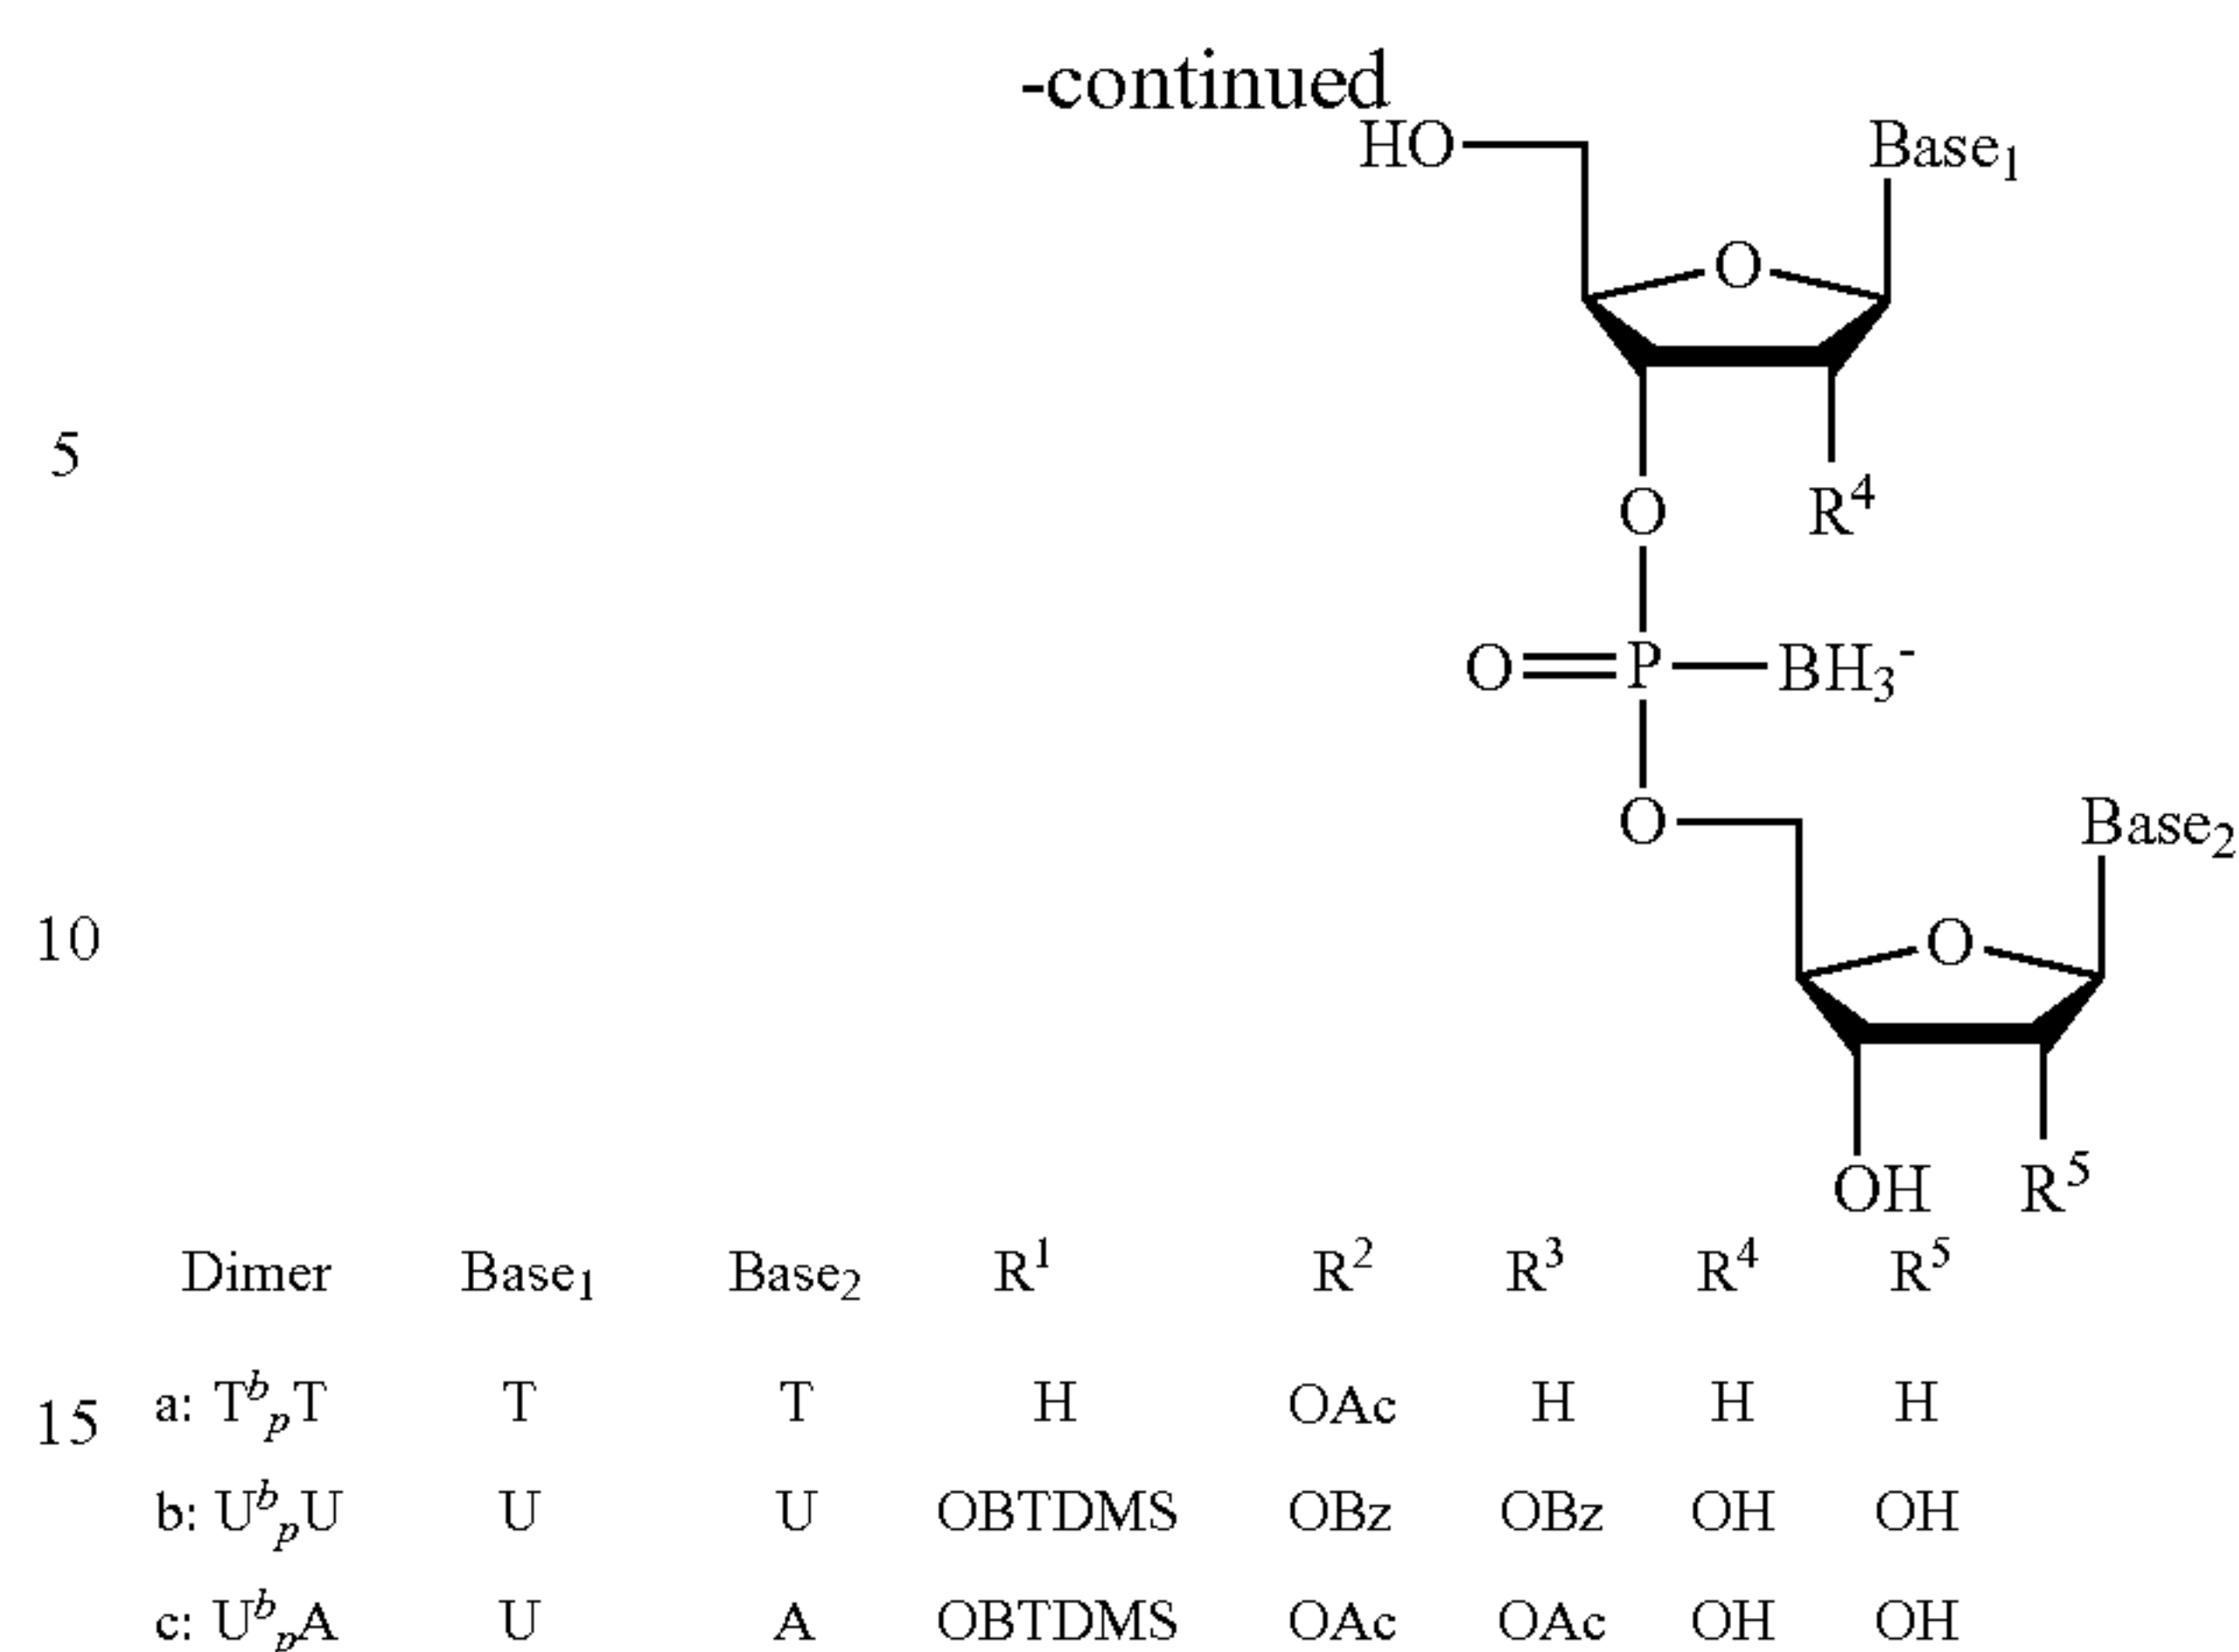 -continued
HO Base₁
O
5
O R⁴
O P BH₃⁻
O Base₂
10
O
OH R⁵
Dimer Base₁ Base₂ R¹ R² R³ R⁴ R⁵
15 a: TᵇₚT T T H OAc H H H
b: UᵇₚU U U OBTDMS OBz OBz OH OH
c: UᵇₚA U A OBTDMS OAc OAc OH OH